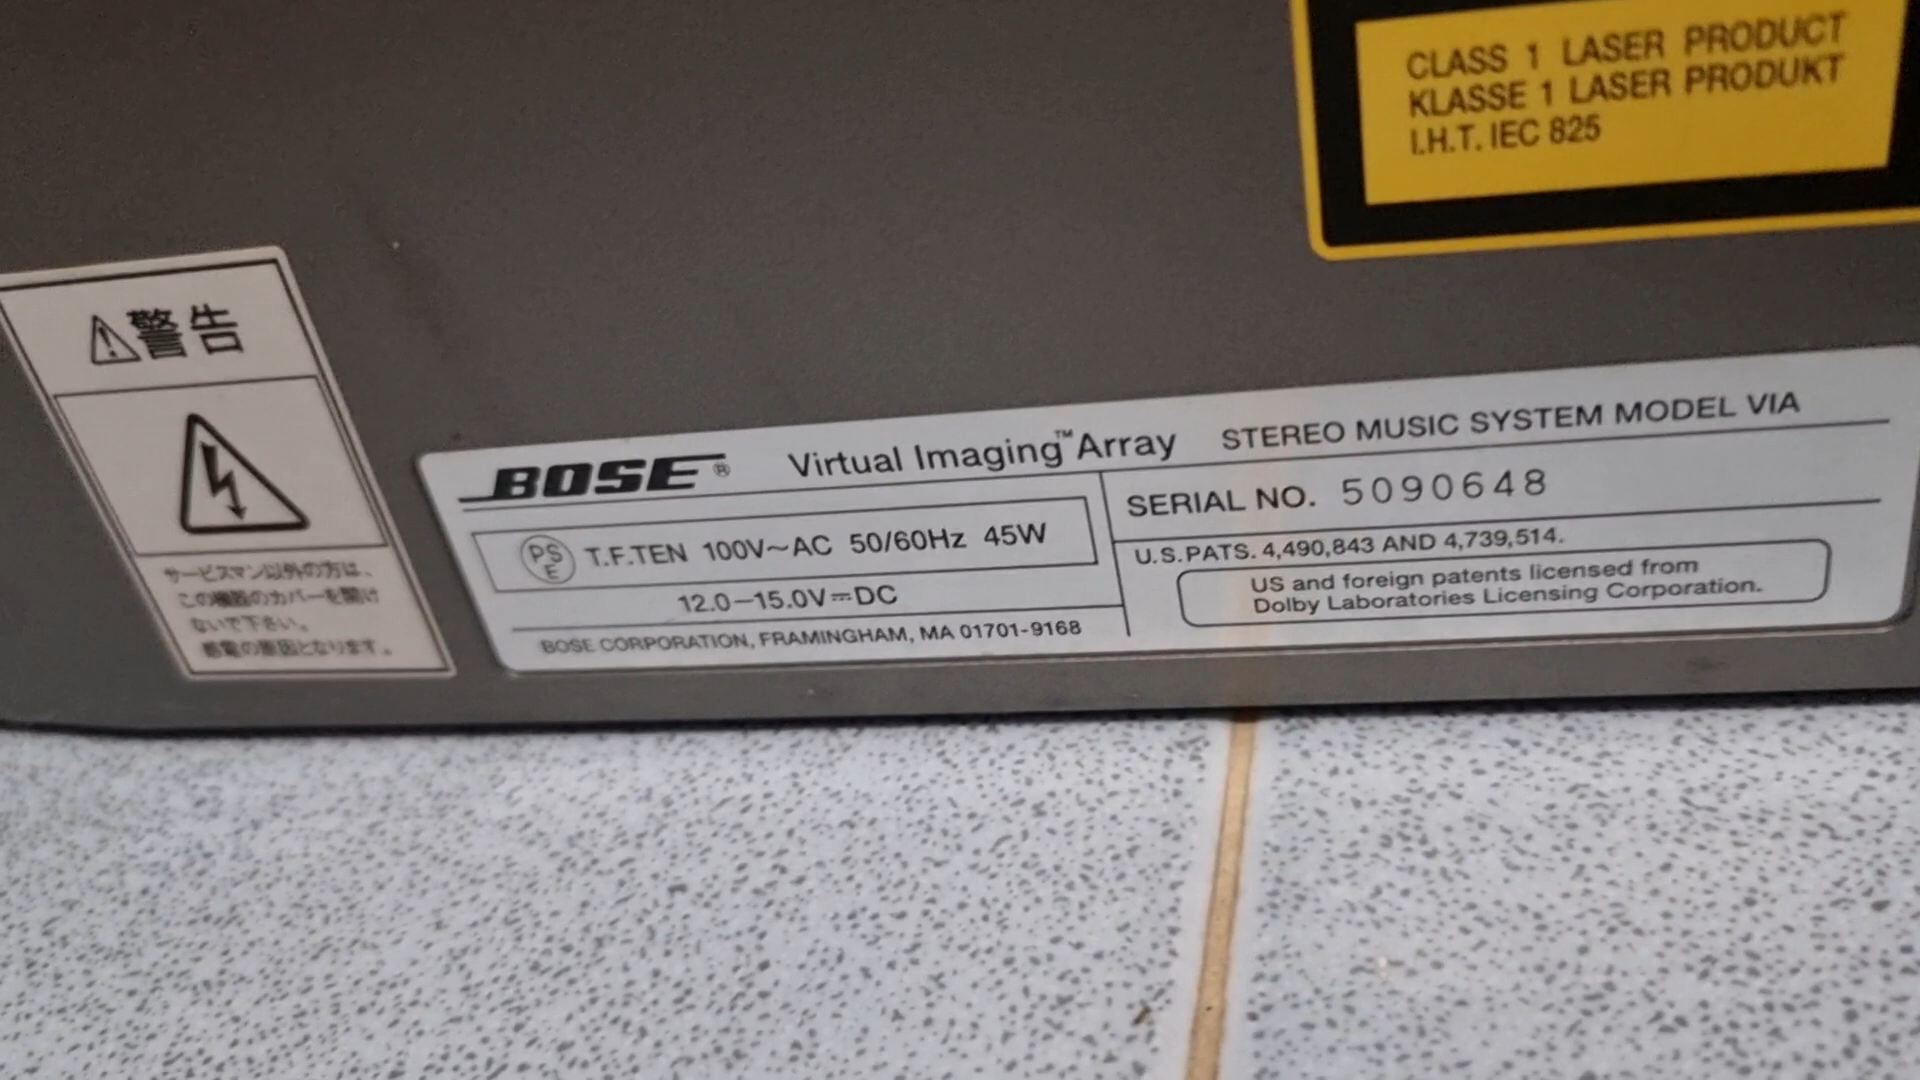 CLASS 1 LASER PRODUCT
KLASSE 1 LASER PRODUKT
I.H.T. IEC 825
警告
サービスマン以外の方は、
この機器のカバーを開け
ないで下さい。
感電の原因となります。
BOSE® Virtual Imaging™ Array STEREO MUSIC SYSTEM MODEL VIA
PSE T.F.TEN 100V~AC 50/60Hz 45W
12.0-15.0V⎓DC
BOSE CORPORATION, FRAMINGHAM, MA 01701-9168
SERIAL NO. 5090648
U.S.PATS. 4,490,843 AND 4,739,514.
US and foreign patents licensed from
Dolby Laboratories Licensing Corporation.